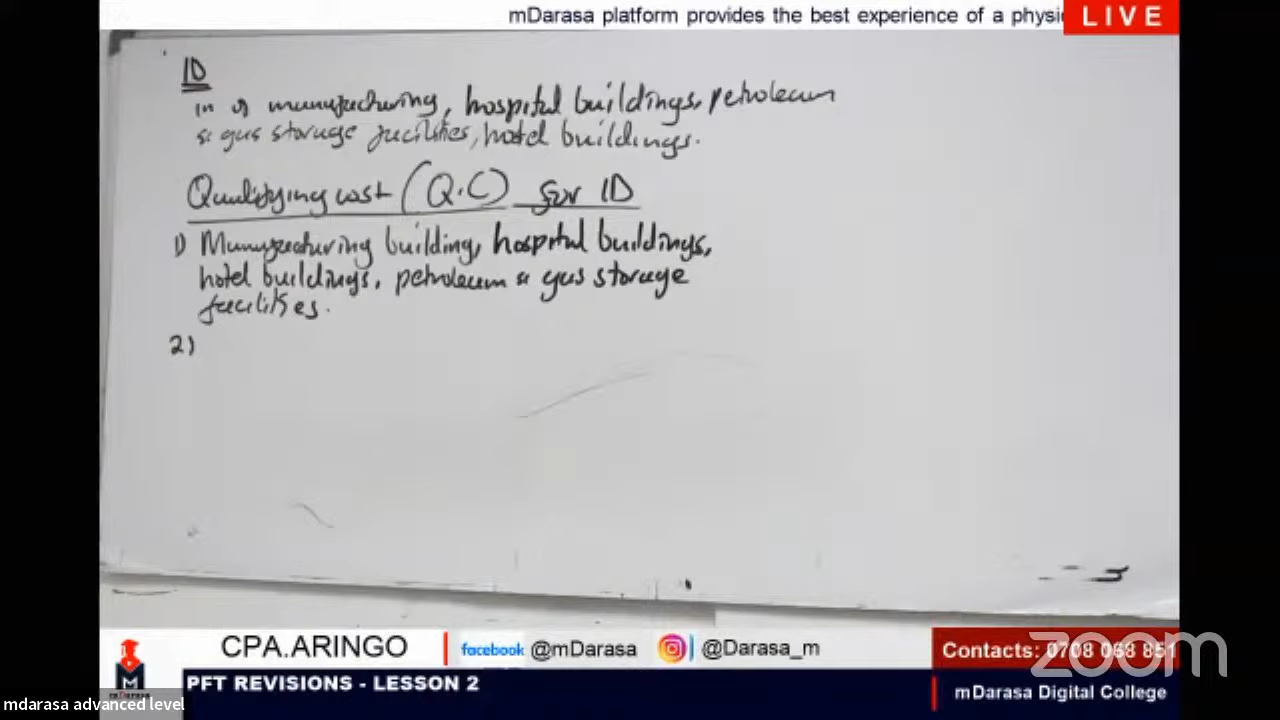 mDarasa platform provides the best experience of a physi
LIVE
ID
in of manufacturing, hospital buildings, petroleum
& gas storage facilities, hotel buildings.
Qualifying cost (Q.C) for ID
1) Manufacturing building, hospital buildings,
hotel buildings, petroleum & gas storage
facilities.
2)
CPA.ARINGO
facebook @mDarasa
@Darasa_m
Contacts: 0708 068 851
zoom
PFT REVISIONS - LESSON 2
mDarasa Digital College
mdarasa advanced level